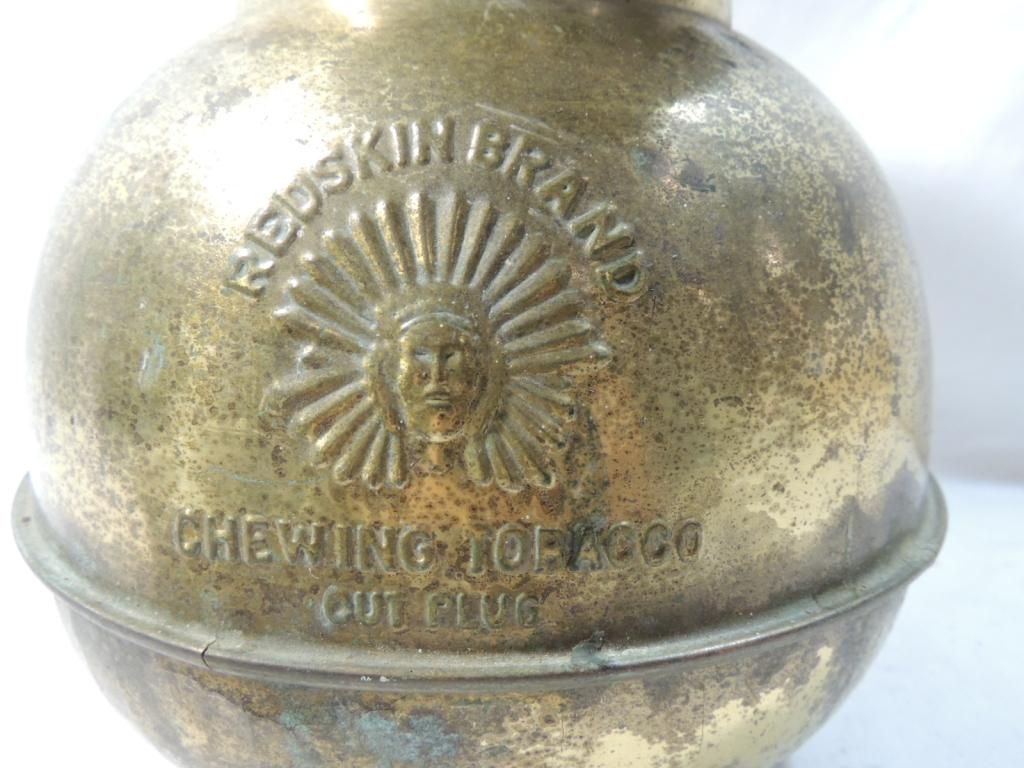 REDSKIN BRAND
CHEWING TOBACCO
CUT PLUG